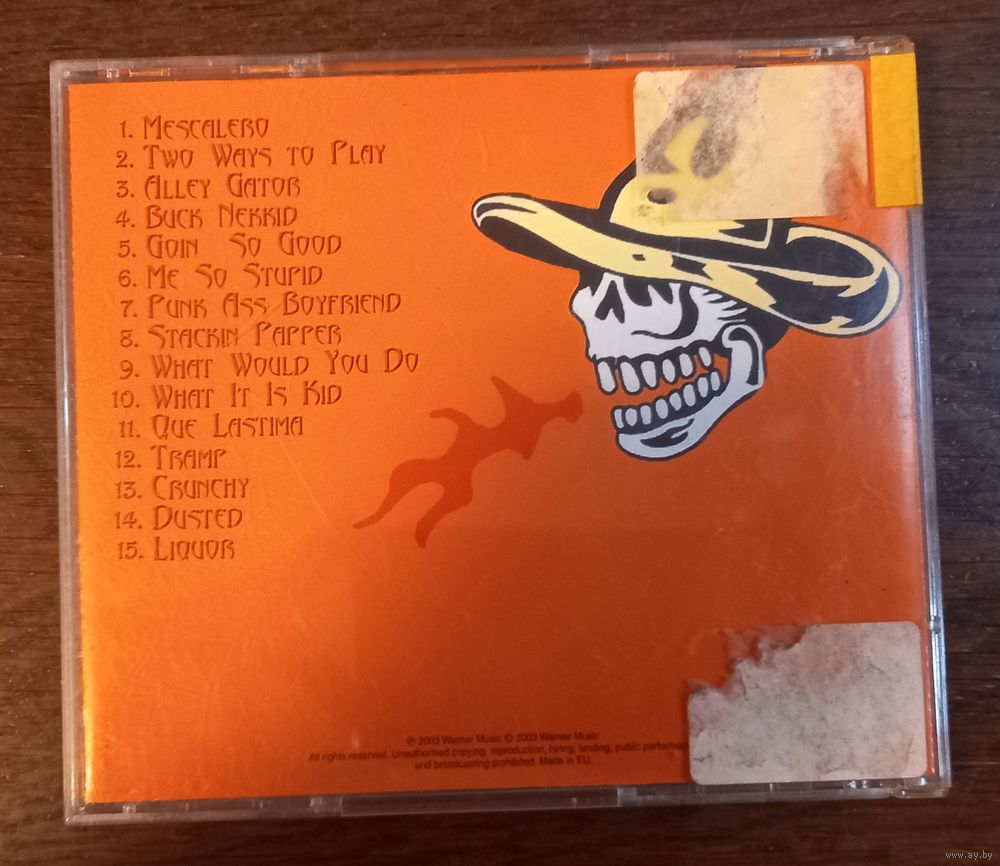 1. Mescalero
2. Two Ways to Play
3. Alley Gator
4. Buck Nekkid
5. Goin So Good
6. Me So Stupid
7. Punk Ass Boyfriend
8. Stackin Papper
9. What Would You Do
10. What It Is Kid
11. Que Lastima
12. Tramp
13. Crunchy
14. Dusted
15. Liquor
℗ 2003 Warner Music © 2003 Warner Music
All rights reserved. Unauthorised copying, reproduction, hiring, lending, public performa
and broadcasting prohibited. Made in EU.
www.ay.by